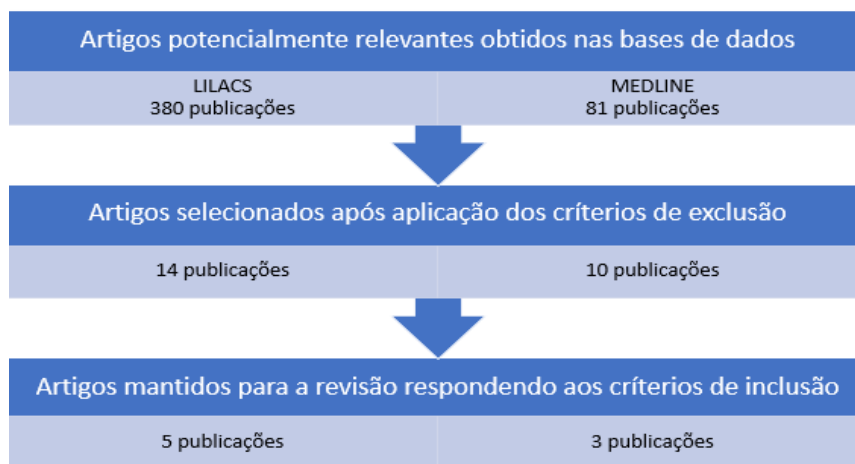 Artigos potencialmente relevantes obtidos nas bases de dados
LILACS
380 publicações
MEDLINE
81 publicações
Artigos selecionados após aplicação dos críterios de exclusão
14 publicações
10 publicações
Artigos mantidos para a revisão respondendo aos críterios de inclusão
5 publicações
3 publicações